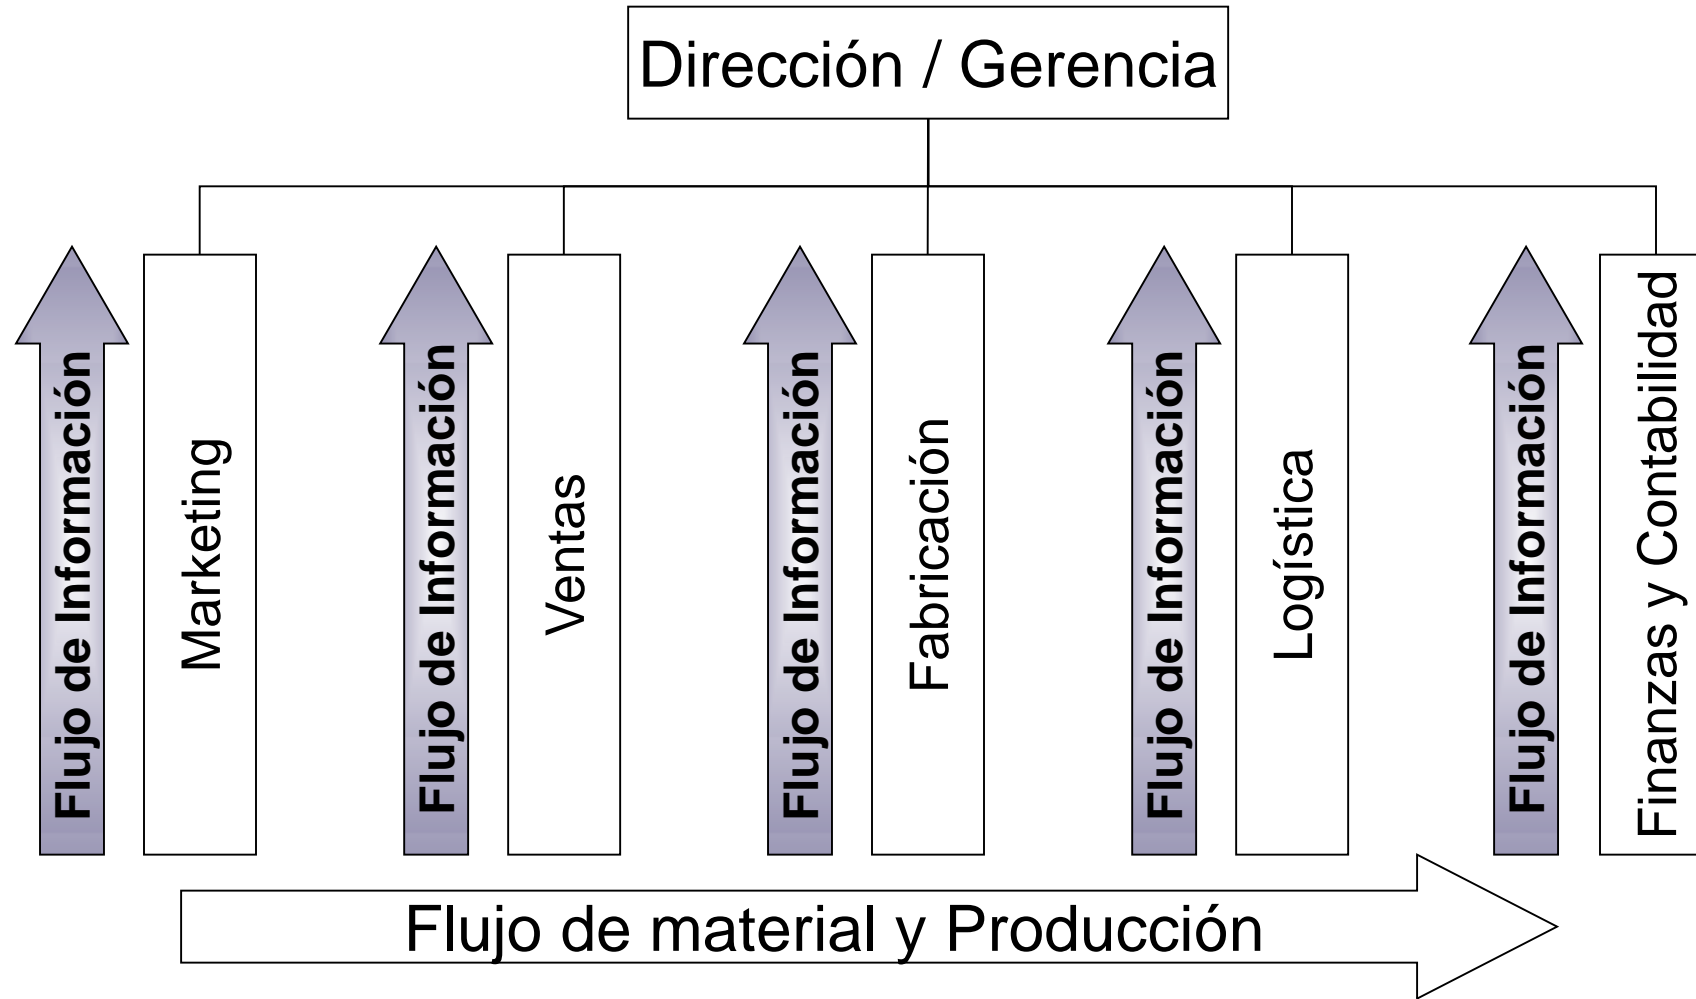 Dirección / Gerencia
Flujo de Información
Marketing
Flujo de Información
Ventas
Flujo de Información
Fabricación
Flujo de Información
Logística
Flujo de Información
Finanzas y Contabilidad
Flujo de material y Producción